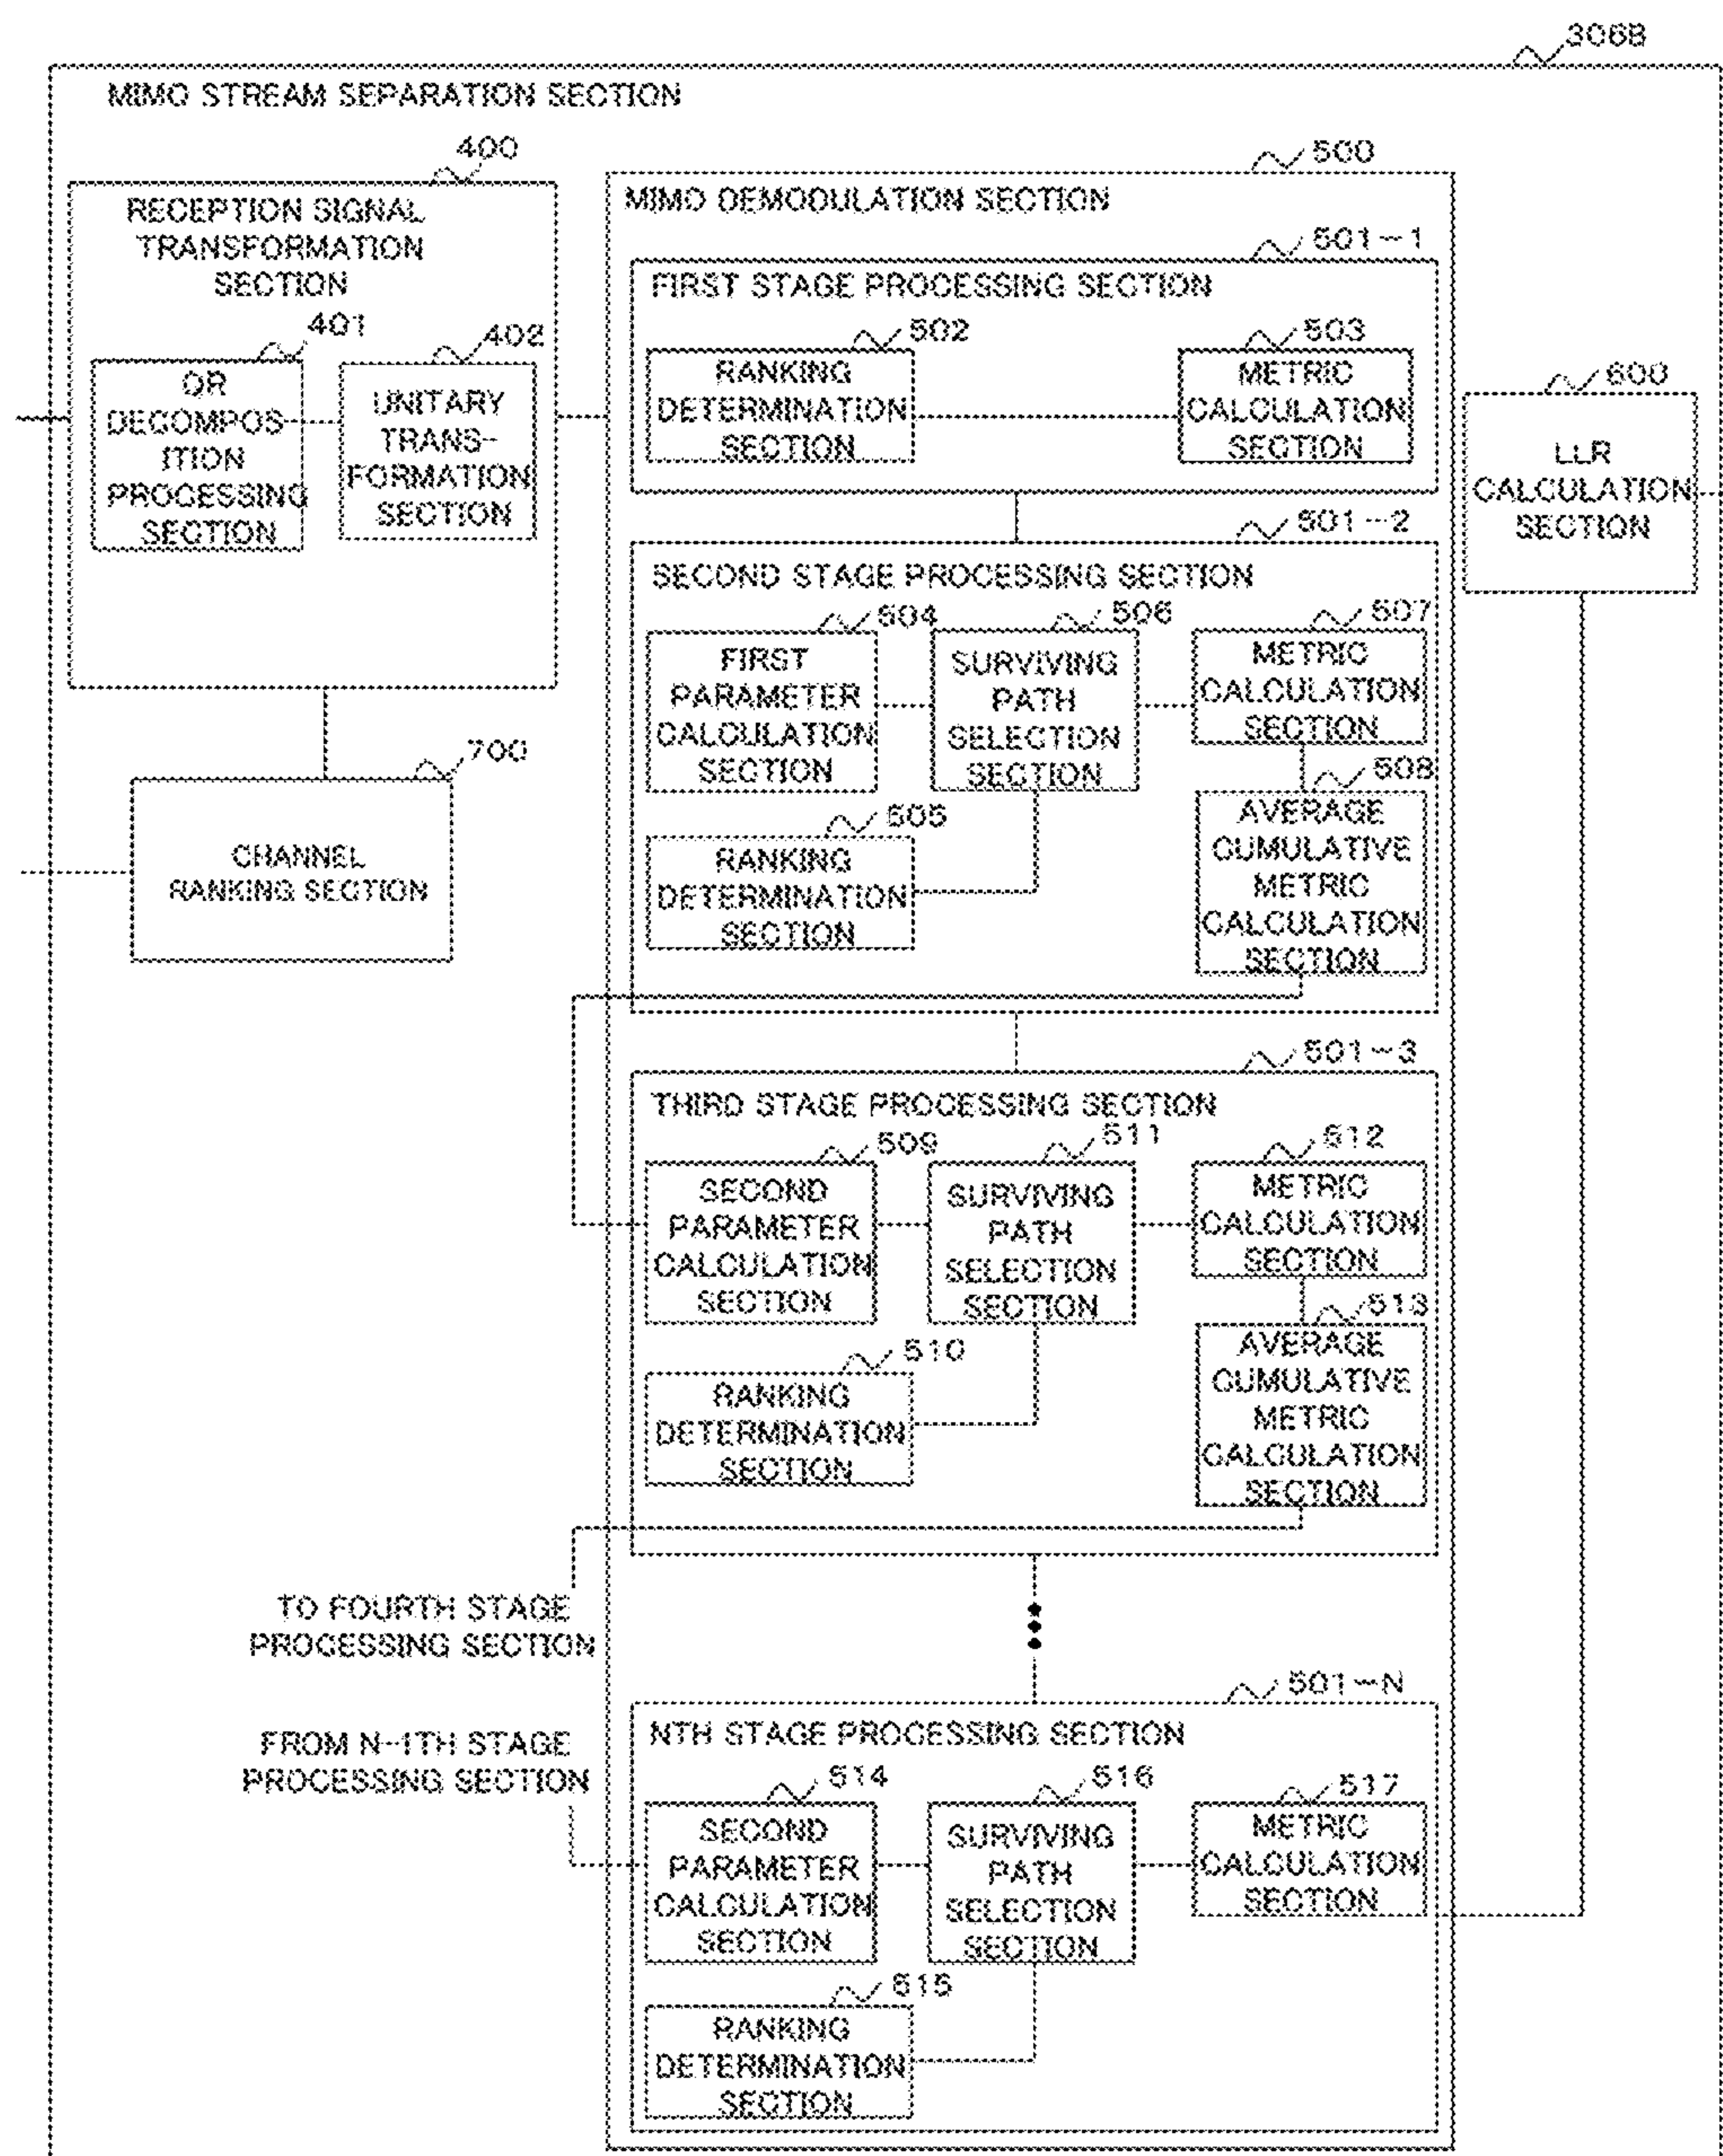 306B
MIMO STREAM SEPARATION SECTION
400
RECEPTION SIGNAL
TRANSFORMATION
SECTION
401
QR
DECOMPOS
ITION
PROCESSING
SECTION
402
UNITARY
TRANS-
FORMATION
SECTION
700
CHANNEL
RANKING SECTION
500
MIMO DEMODULATION SECTION
501-1
FIRST STAGE PROCESSING SECTION
502
RANKING
DETERMINATION
SECTION
503
METRIC
CALCULATION
SECTION
501-2
SECOND STAGE PROCESSING SECTION
504
FIRST
PARAMETER
CALCULATION
SECTION
506
SURVIVING
PATH
SELECTION
SECTION
507
METRIC
CALCULATION
SECTION
508
AVERAGE
CUMULATIVE
METRIC
CALCULATION
SECTION
505
RANKING
DETERMINATION
SECTION
501-3
THIRD STAGE PROCESSING SECTION
509
SECOND
PARAMETER
CALCULATION
SECTION
511
SURVIVING
PATH
SELECTION
SECTION
512
METRIC
CALCULATION
SECTION
513
AVERAGE
CUMULATIVE
METRIC
CALCULATION
SECTION
510
RANKING
DETERMINATION
SECTION
TO FOURTH STAGE
PROCESSING SECTION
FROM N-1TH STAGE
PROCESSING SECTION
501-N
NTH STAGE PROCESSING SECTION
514
SECOND
PARAMETER
CALCULATION
SECTION
516
SURVIVING
PATH
SELECTION
SECTION
517
METRIC
CALCULATION
SECTION
515
RANKING
DETERMINATION
SECTION
600
LLR
CALCULATION
SECTION